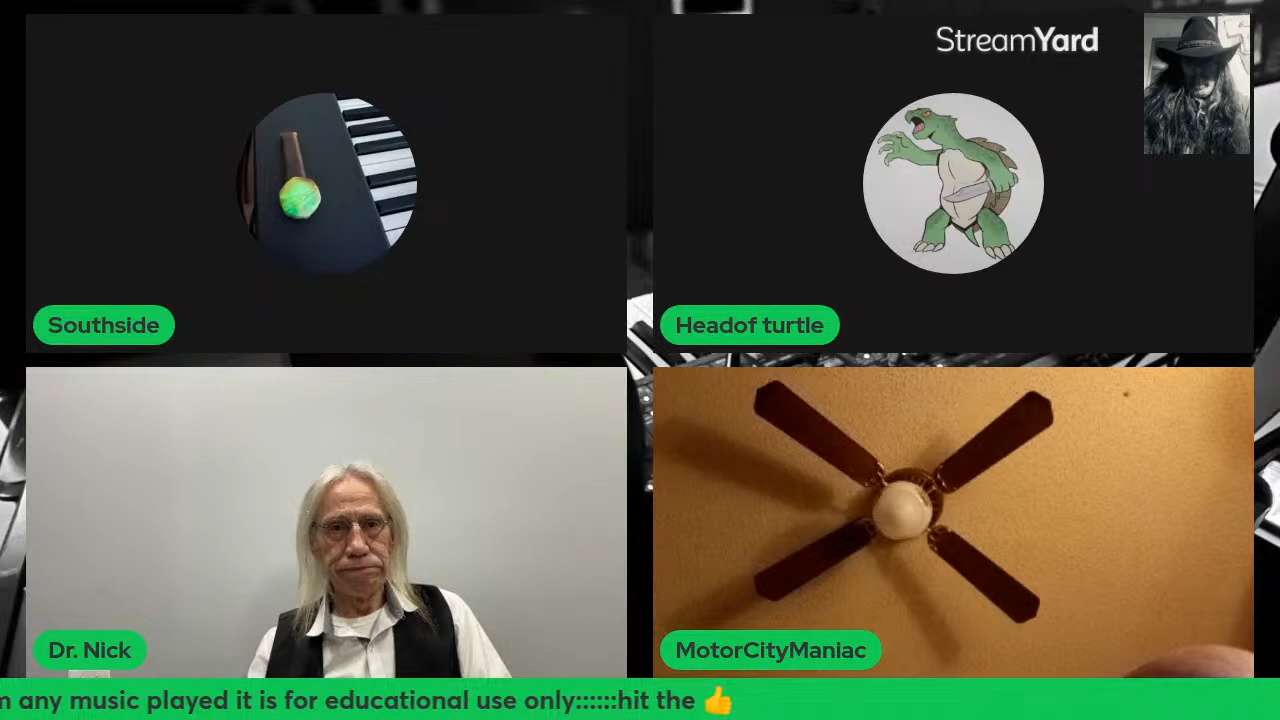 StreamYard
Southside
Headof turtle
Dr. Nick
MotorCityManiac
any music played it is for educational use only::::::hit the 👍